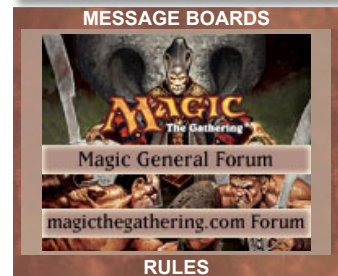 MESSAGE BOARDS
MAGIC
The Gathering®
Magic General Forum
magicthegathering.com Forum
RULES